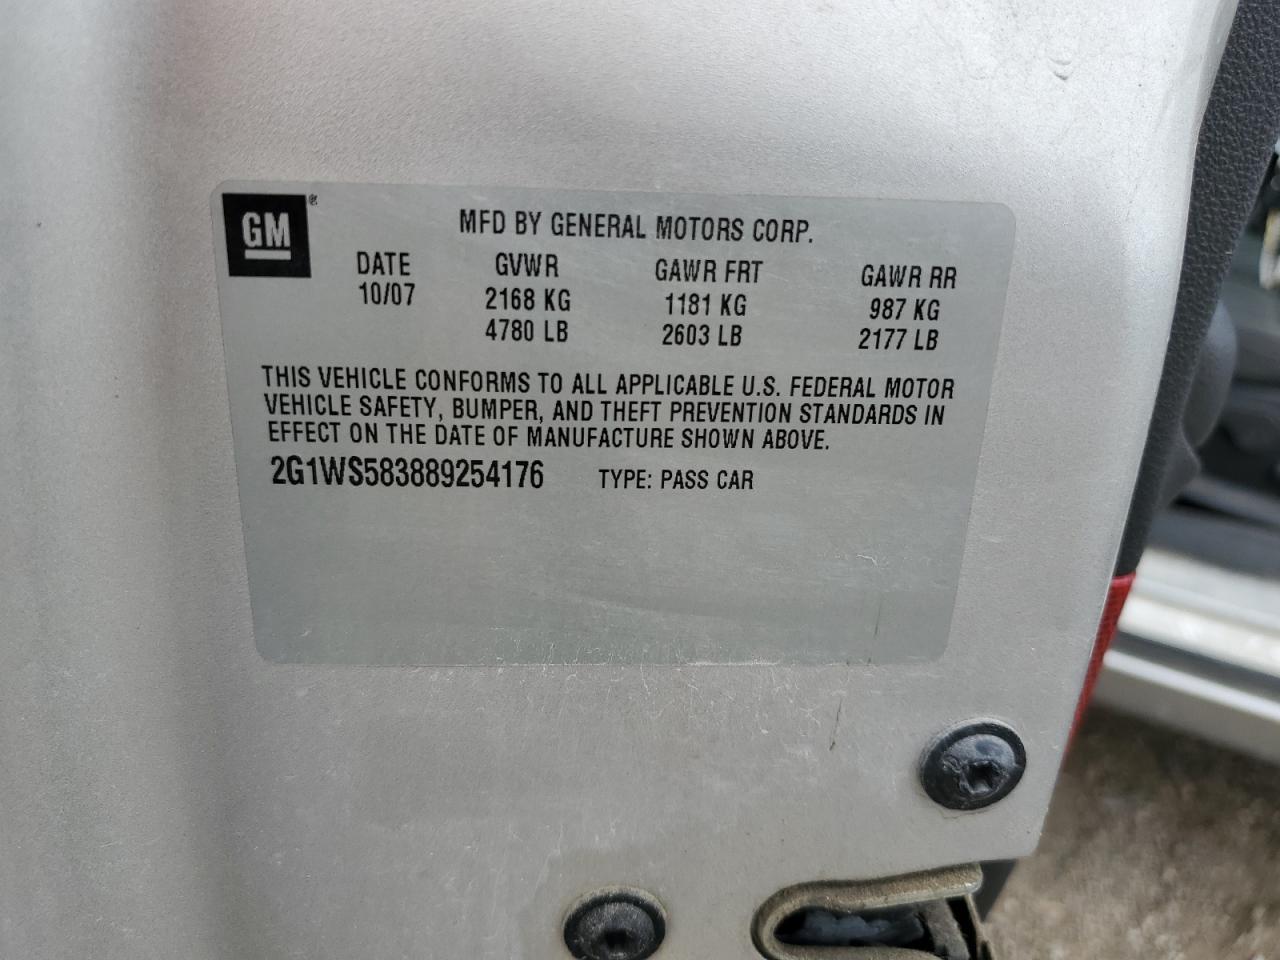 GM®
MFD BY GENERAL MOTORS CORP.
DATE GVWR GAWR FRT GAWR RR
10/07 2168 KG 1181 KG 987 KG
4780 LB 2603 LB 2177 LB
THIS VEHICLE CONFORMS TO ALL APPLICABLE U.S. FEDERAL MOTOR
VEHICLE SAFETY, BUMPER, AND THEFT PREVENTION STANDARDS IN
EFFECT ON THE DATE OF MANUFACTURE SHOWN ABOVE.
2G1WS583889254176 TYPE: PASS CAR